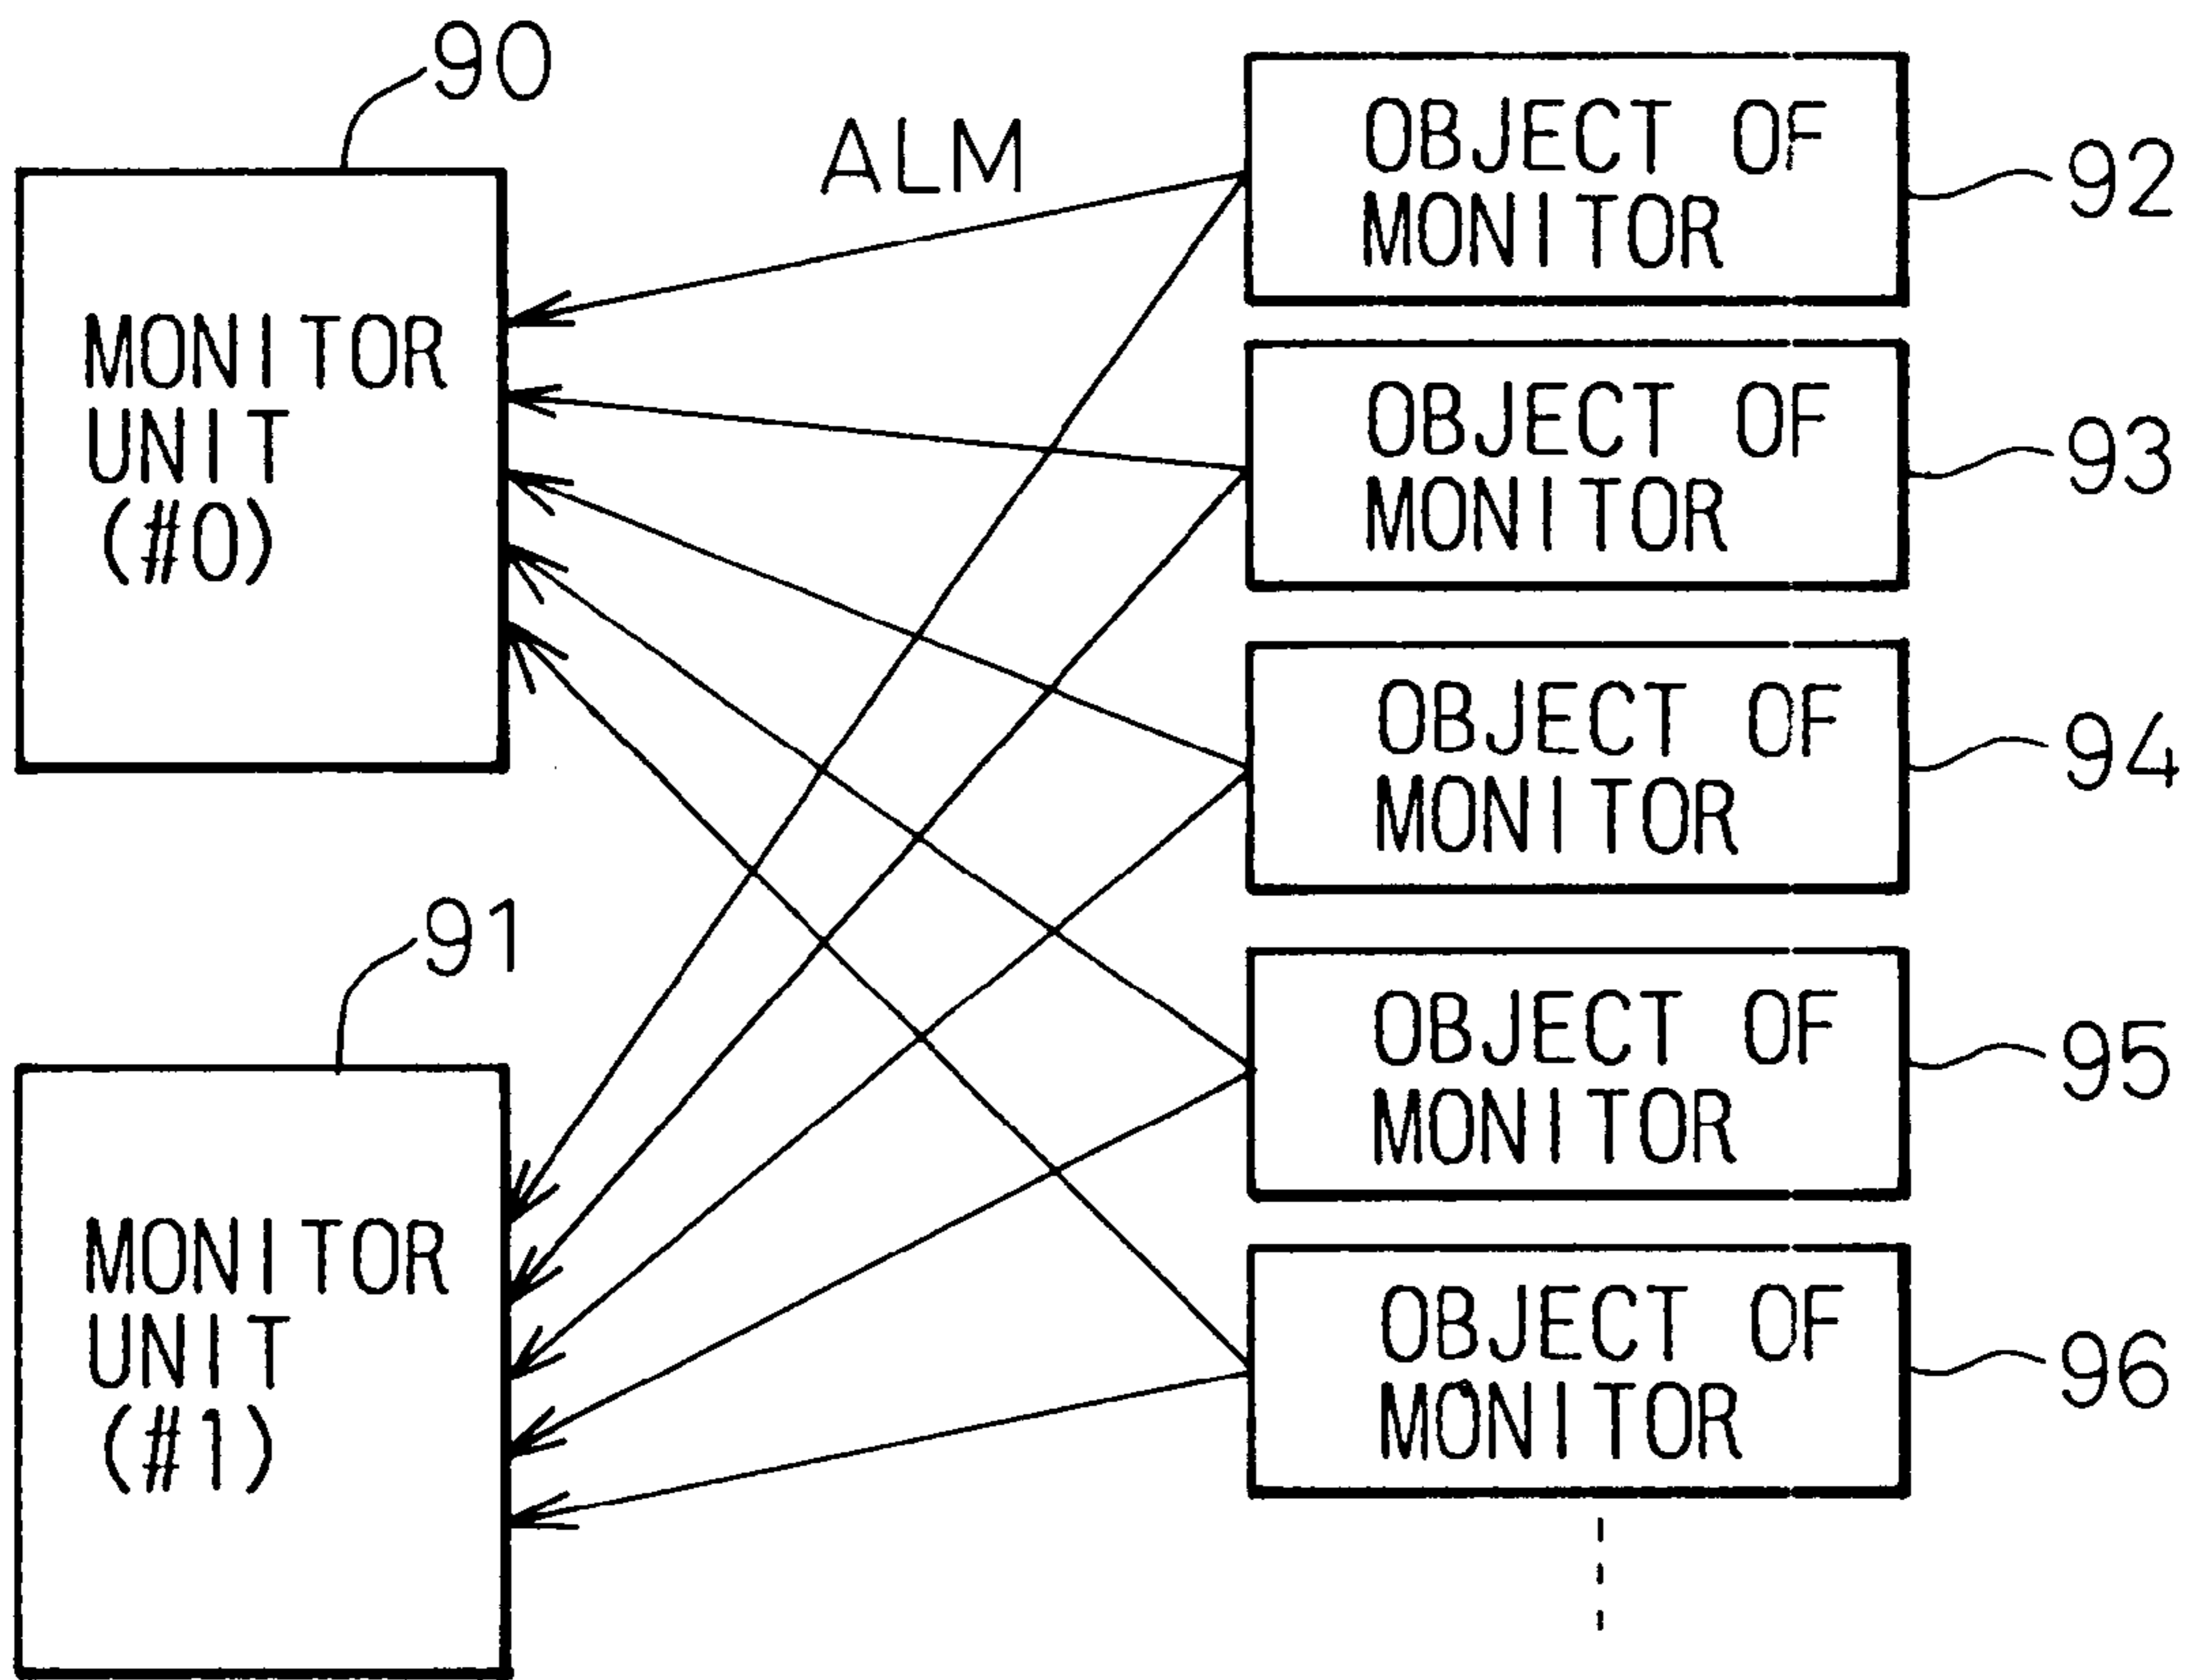 90
MONITOR
UNIT
(#0)
91
MONITOR
UNIT
(#1)
ALM
OBJECT OF
MONITOR
92
OBJECT OF
MONITOR
93
OBJECT OF
MONITOR
94
OBJECT OF
MONITOR
95
OBJECT OF
MONITOR
96